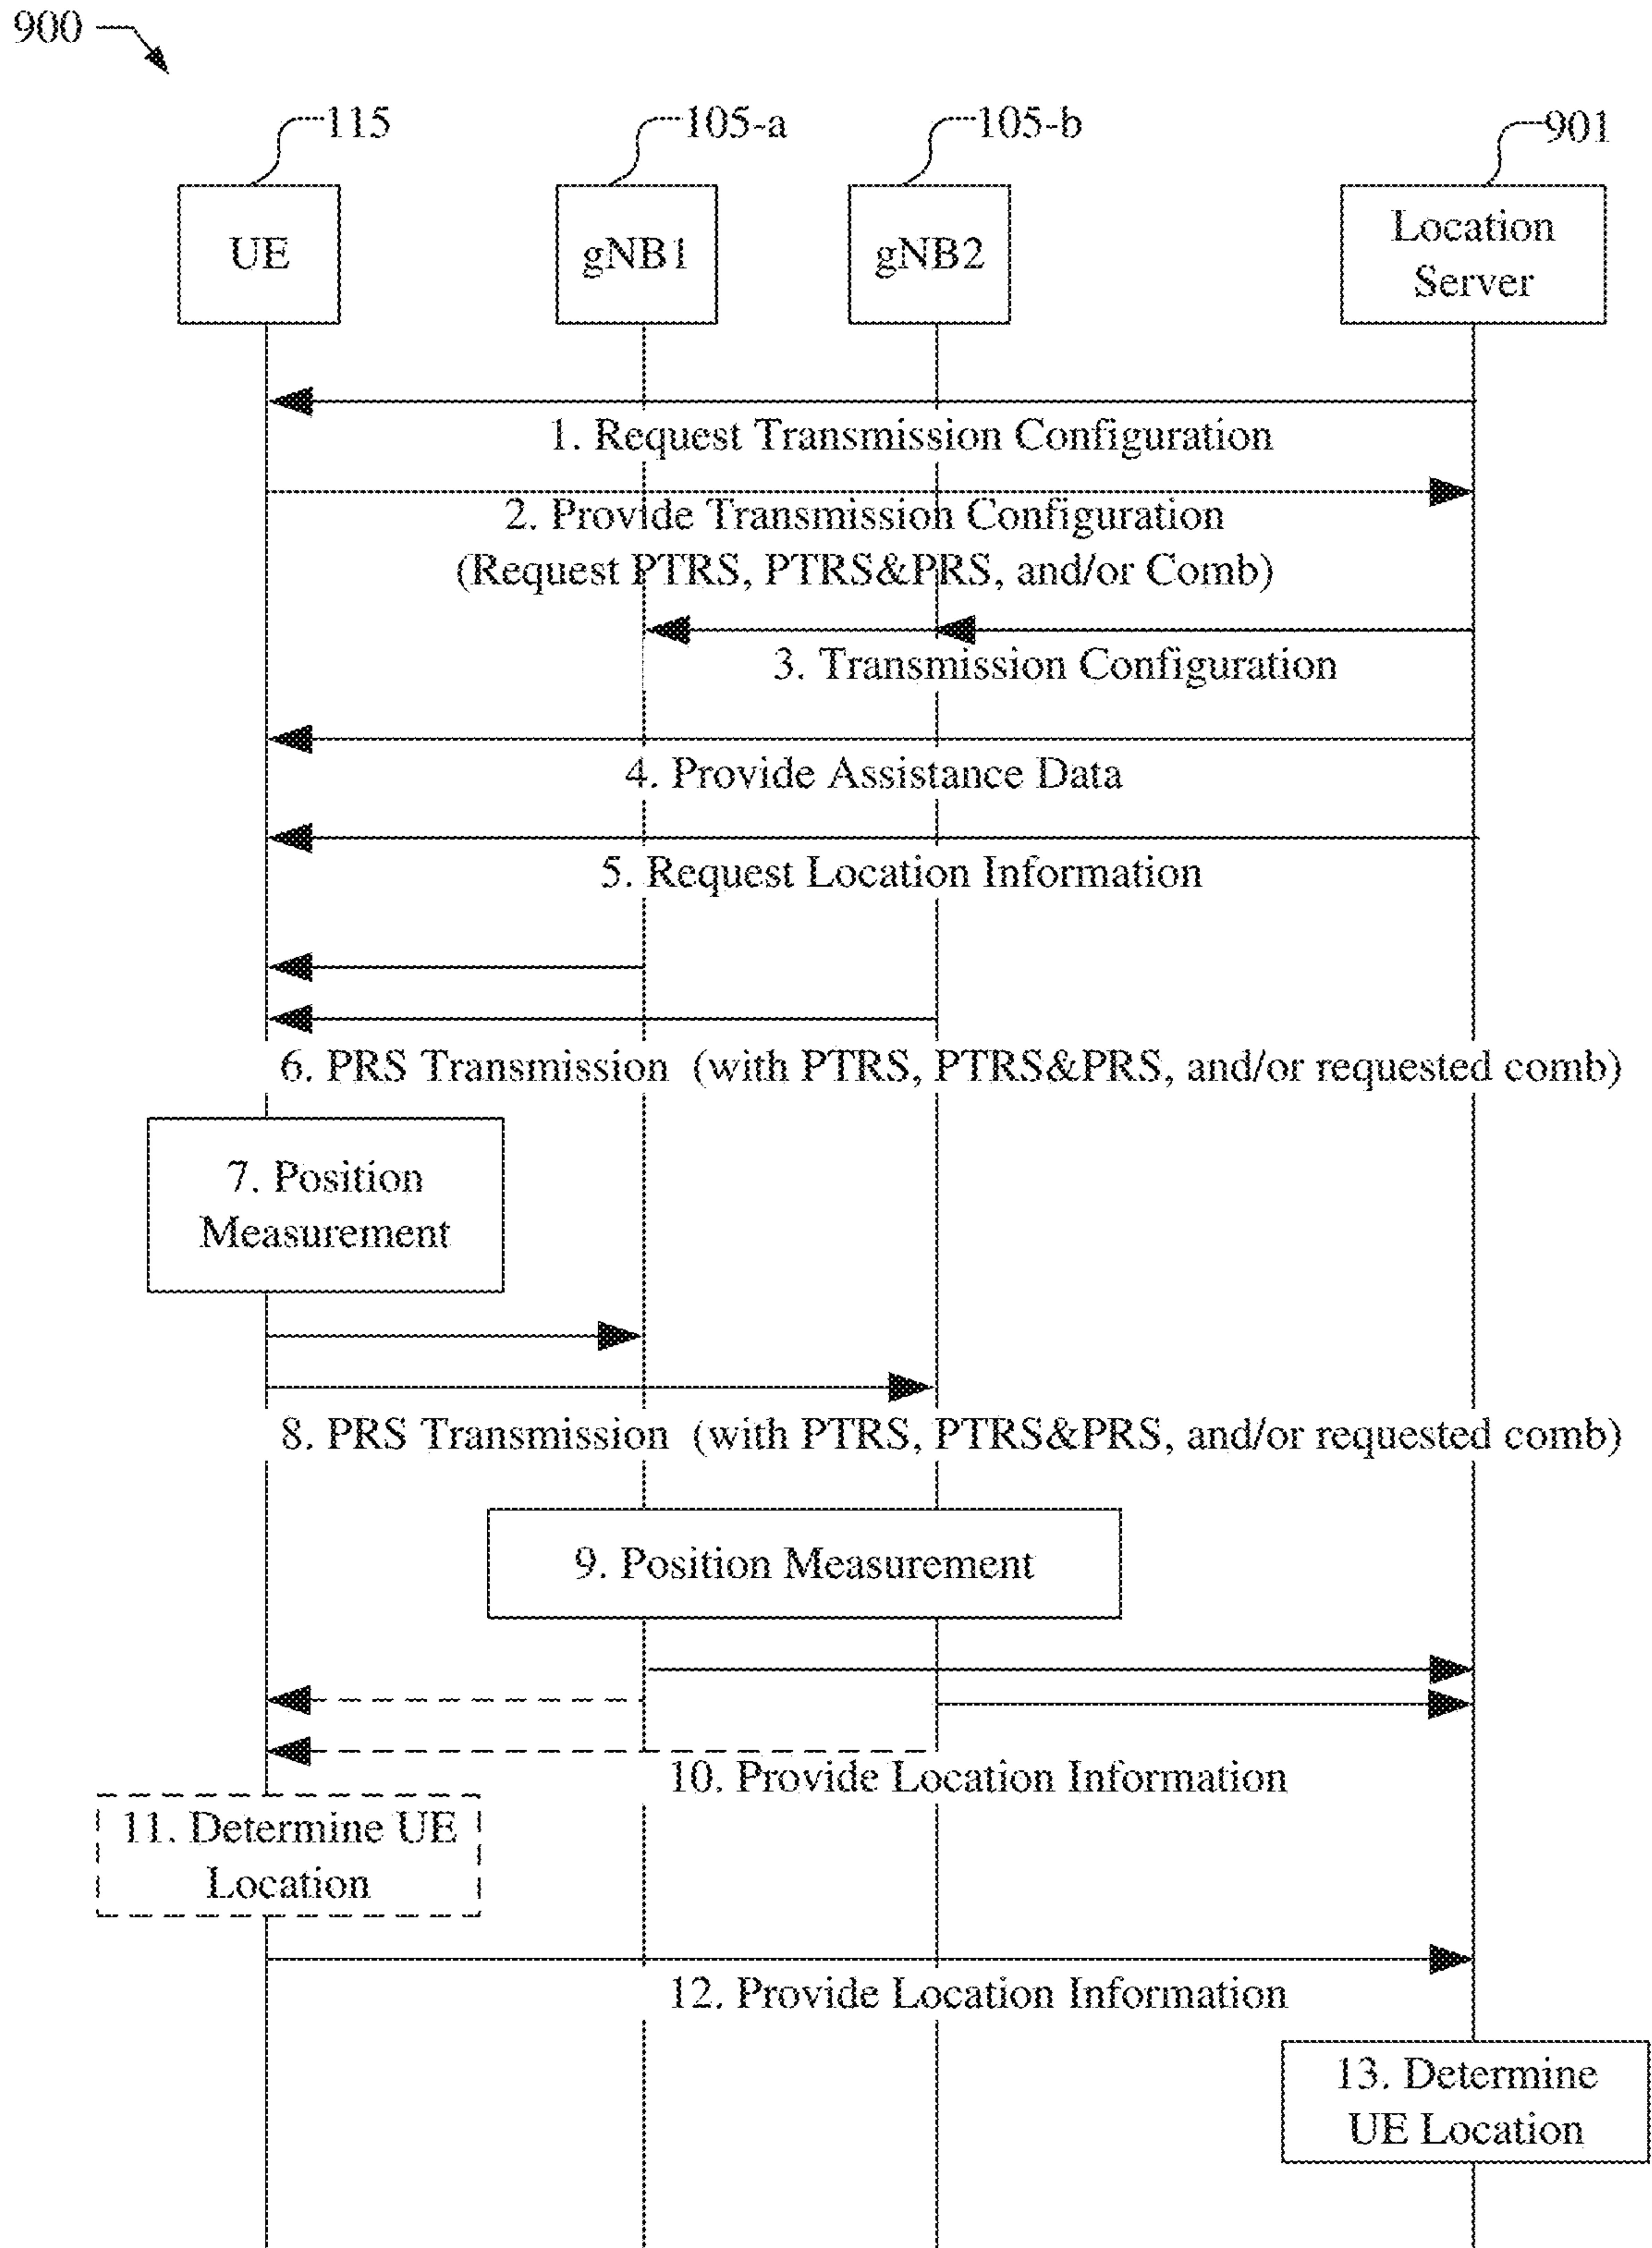 900
115
105-a
105-b
901
UE
gNB1
gNB2
Location
Server
1. Request Transmission Configuration
2. Provide Transmission Configuration
(Request PTRS, PTRS&PRS, and/or Comb)
3. Transmission Configuration
4. Provide Assistance Data
5. Request Location Information
6. PRS Transmission (with PTRS, PTRS&PRS, and/or requested comb)
7. Position
Measurement
8. PRS Transmission (with PTRS, PTRS&PRS, and/or requested comb)
9. Position Measurement
10. Provide Location Information
11. Determine UE
Location
12. Provide Location Information
13. Determine
UE Location